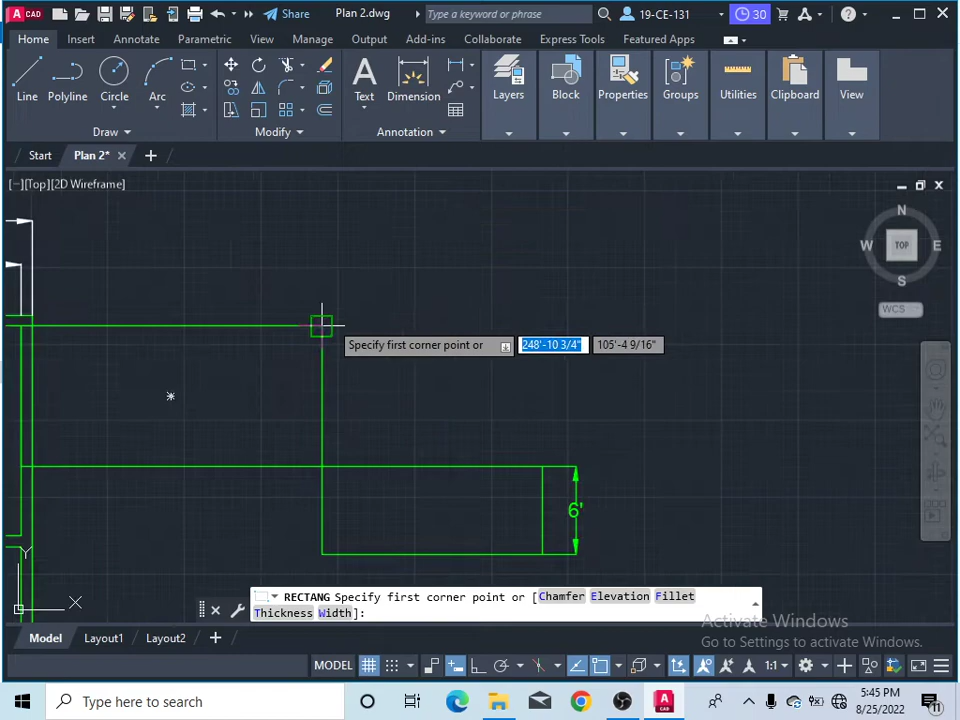 A CAD Share Plan 2.dwg Type a keyword or phrase 19-CE-131 30
Home Insert Annotate Parametric View Manage Output Add-ins Collaborate Express Tools Featured Apps
Line Polyline Circle Arc Text Dimension Layers Block Properties Groups Utilities Clipboard View
Draw Modify Annotation
Start Plan 2*
[−][Top][2D Wireframe]
N
W TOP E
S
WCS
Specify first corner point or 248'-10 3/4" 105'-4 9/16"
6'
Y
X
RECTANG Specify first corner point or [Chamfer Elevation Fillet
Thickness Width]:
Activate Windows
Go to Settings to activate Windows.
Model Layout1 Layout2
MODEL 1:1
Type here to search
A CAD
5:45 PM
8/25/2022
11